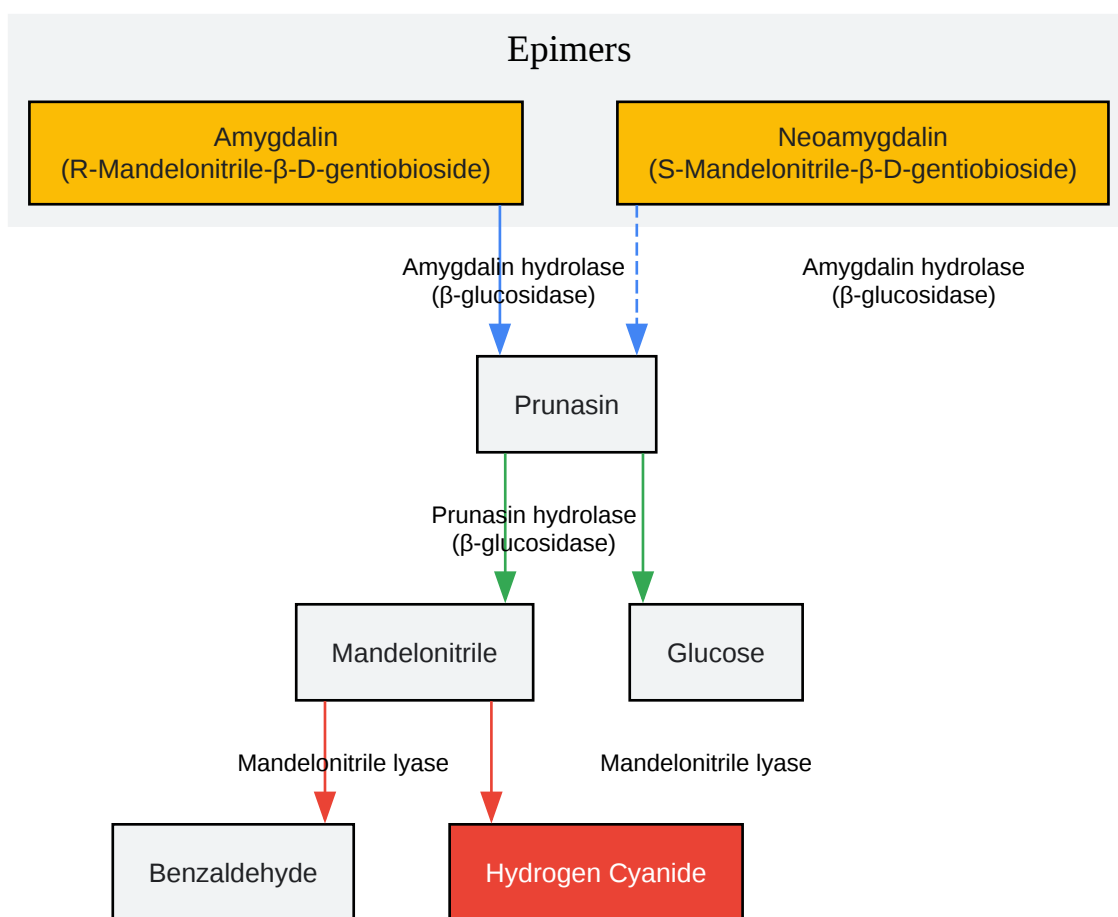 Epimers
Amygdalin
(R-Mandelonitrile-β-D-gentiobioside)
Neoamygdalin
(S-Mandelonitrile-β-D-gentiobioside)
Amygdalin hydrolase
(β-glucosidase)
Amygdalin hydrolase
(β-glucosidase)
Prunasin
Prunasin hydrolase
(β-glucosidase)
Mandelonitrile
Glucose
Mandelonitrile lyase
Mandelonitrile lyase
Benzaldehyde
Hydrogen Cyanide